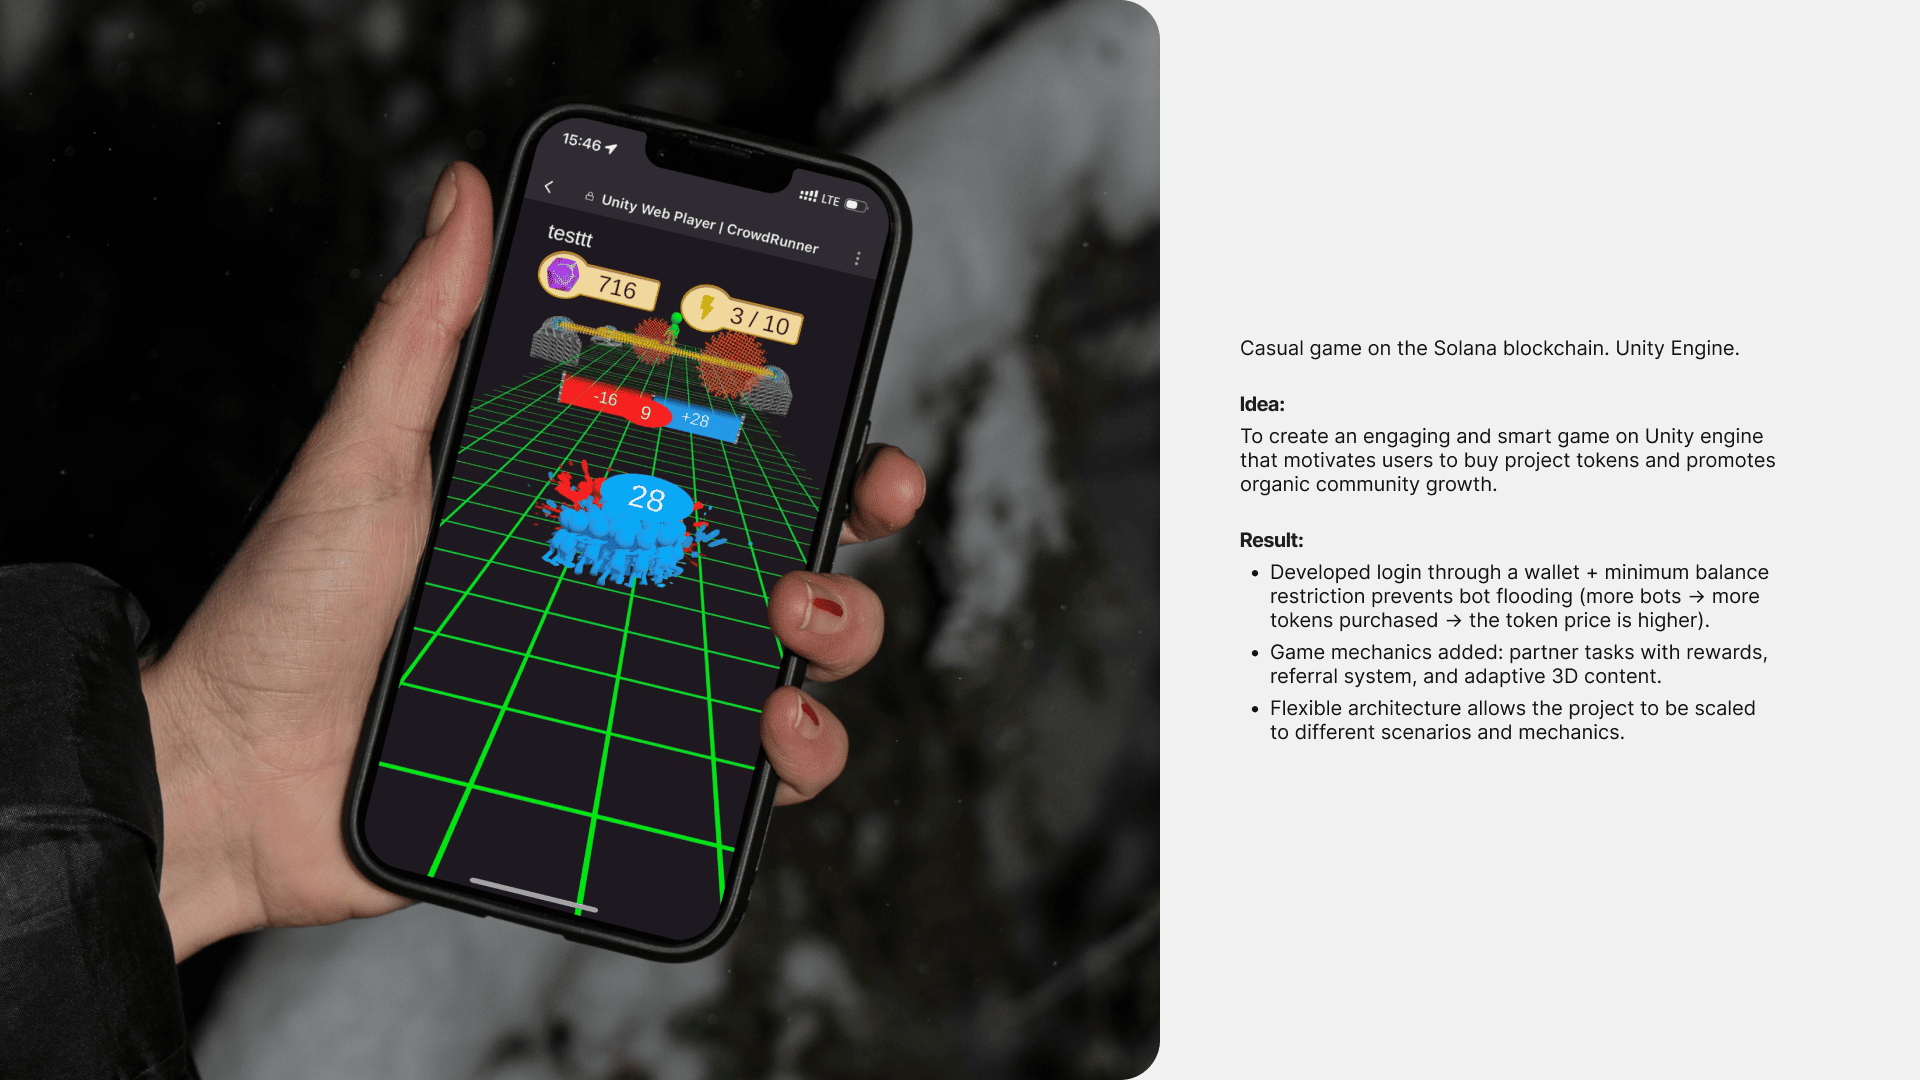 15:46
LTE
Unity Web Player | CrowdRunner
testtt
716
3 / 10
-16
9
+28
28
Casual game on the Solana blockchain. Unity Engine.
Idea:
To create an engaging and smart game on Unity engine
that motivates users to buy project tokens and promotes
organic community growth.
Result:
• Developed login through a wallet + minimum balance
restriction prevents bot flooding (more bots → more
tokens purchased → the token price is higher).
• Game mechanics added: partner tasks with rewards,
referral system, and adaptive 3D content.
• Flexible architecture allows the project to be scaled
to different scenarios and mechanics.